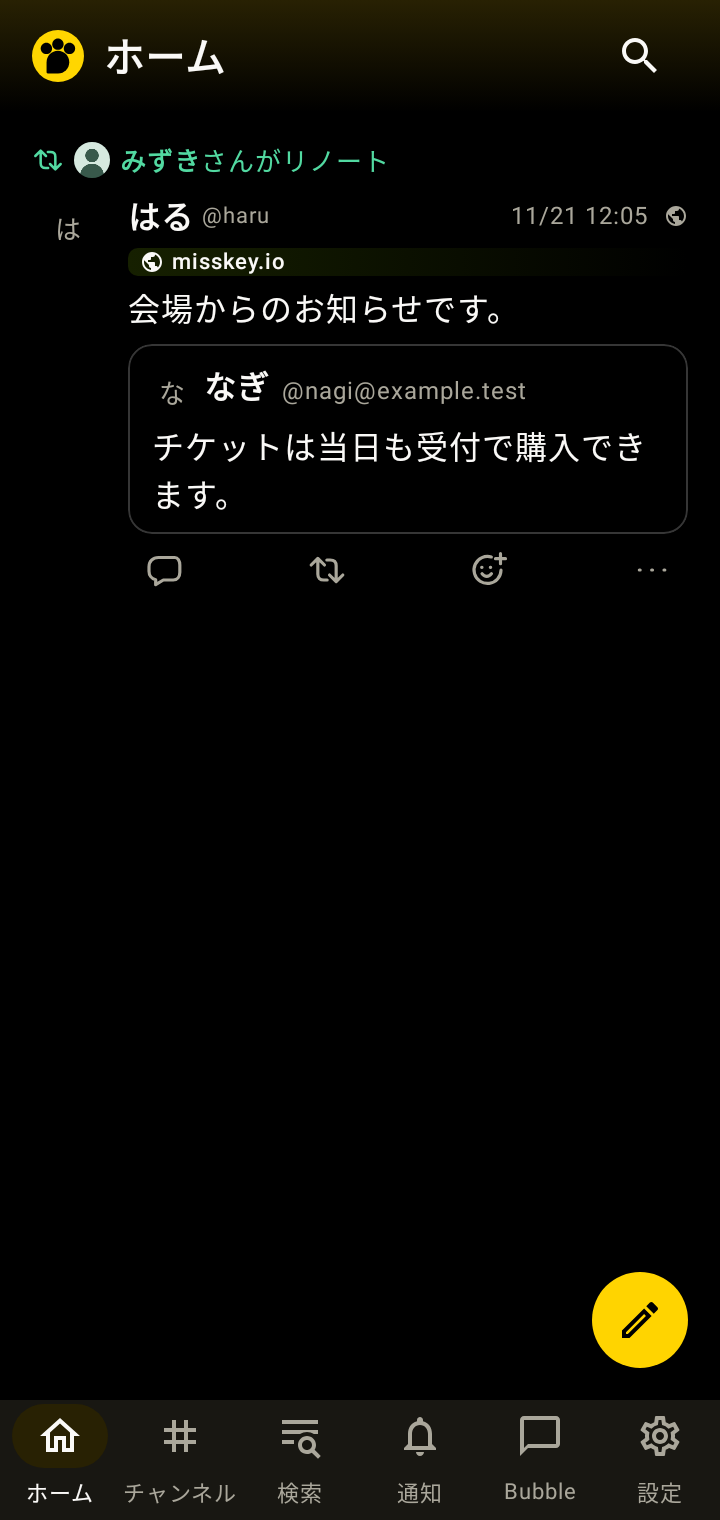 ホーム
みずきさんがリノート
は はる @haru 11/21 12:05
misskey.io
会場からのお知らせです。
な なぎ @nagi@example.test
チケットは当日も受付で購入でき
ます。
ホーム チャンネル 検索 通知 Bubble 設定